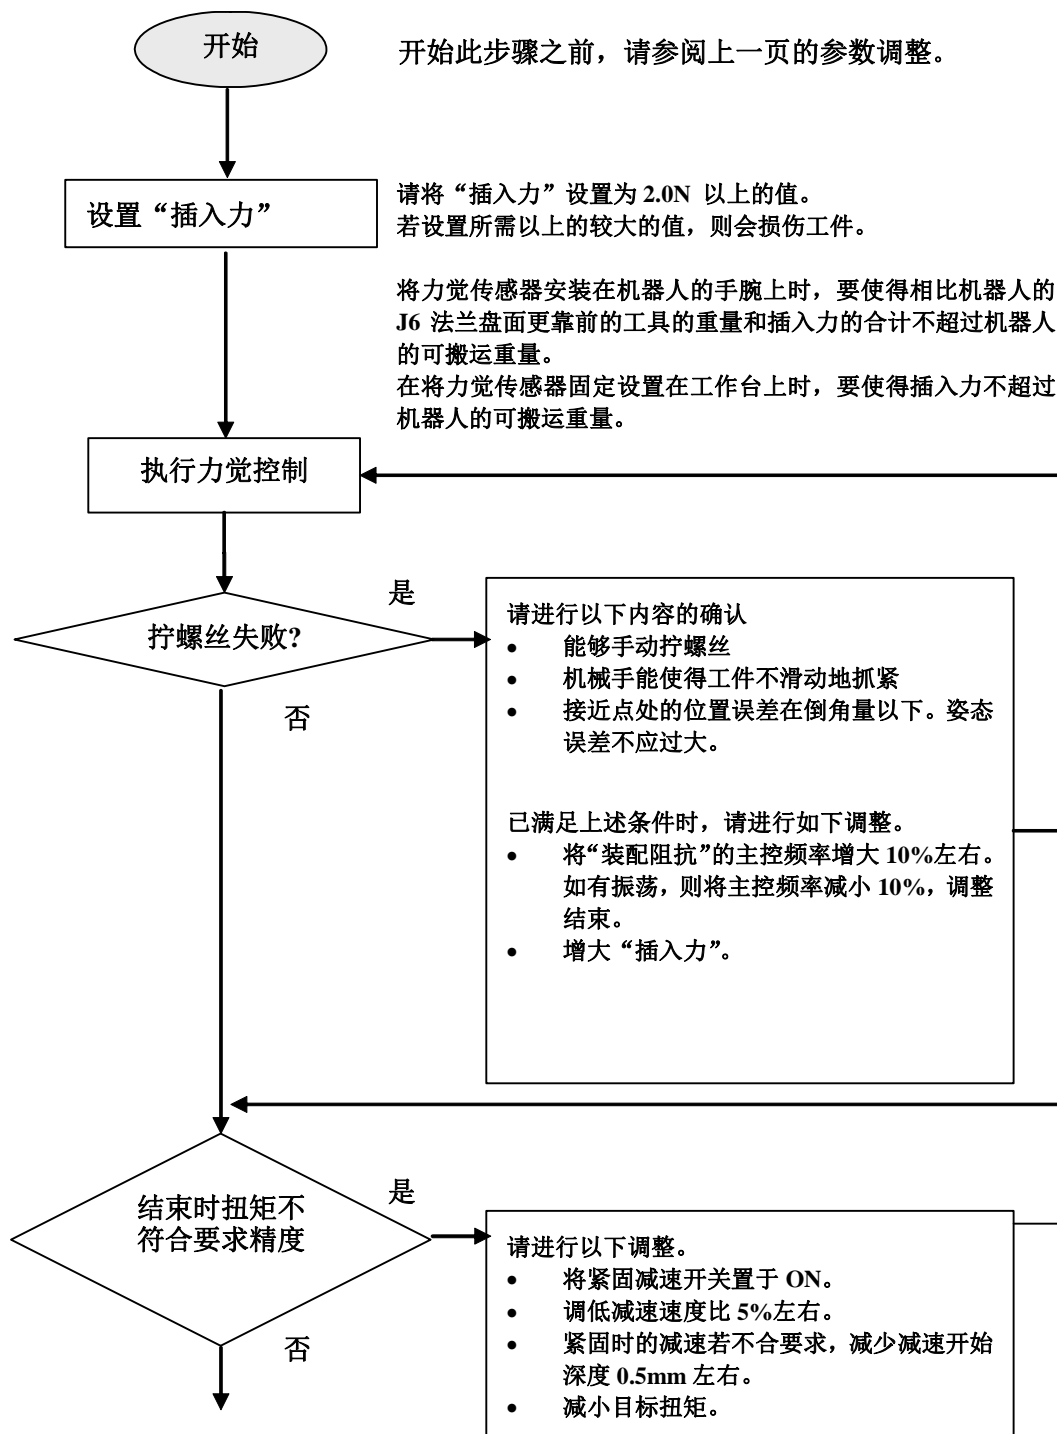 开始
开始此步骤之前，请参阅上一页的参数调整。
设置“插入力”
请将“插入力”设置为 2.0N 以上的值。
若设置所需以上的较大的值，则会损伤工件。
将力觉传感器安装在机器人的手腕上时，要使得相比机器人的
J6 法兰盘面更靠前的工具的重量和插入力的合计不超过机器人
的可搬运重量。
在将力觉传感器固定设置在工作台上时，要使得插入力不超过
机器人的可搬运重量。
执行力觉控制
拧螺丝失败?
是
否
请进行以下内容的确认
• 能够手动拧螺丝
• 机械手能使得工件不滑动地抓紧
• 接近点处的位置误差在倒角量以下。姿态
误差不应过大。
已满足上述条件时，请进行如下调整。
• 将“装配阻抗”的主控频率增大 10%左右。
如有振荡，则将主控频率减小 10%，调整
结束。
• 增大“插入力”。
结束时扭矩不
符合要求精度
是
否
请进行以下调整。
• 将紧固减速开关置于 ON。
• 调低减速速度比 5%左右。
• 紧固时的减速若不合要求，减少减速开始
深度 0.5mm 左右。
• 减小目标扭矩。